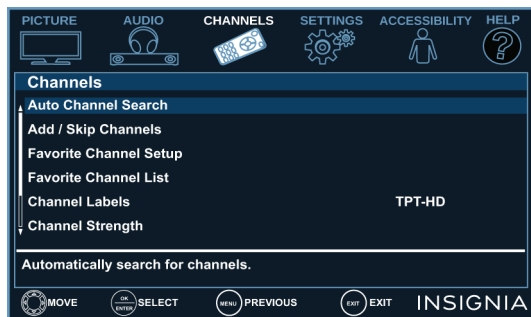 PICTURE AUDIO CHANNELS SETTINGS ACCESSIBILITY HELP
?
Channels
Auto Channel Search
Add / Skip Channels
Favorite Channel Setup
Favorite Channel List
Channel Labels TPT-HD
Channel Strength
Automatically search for channels.
MOVE OK ENTER SELECT MENU PREVIOUS EXIT EXIT INSIGNIA